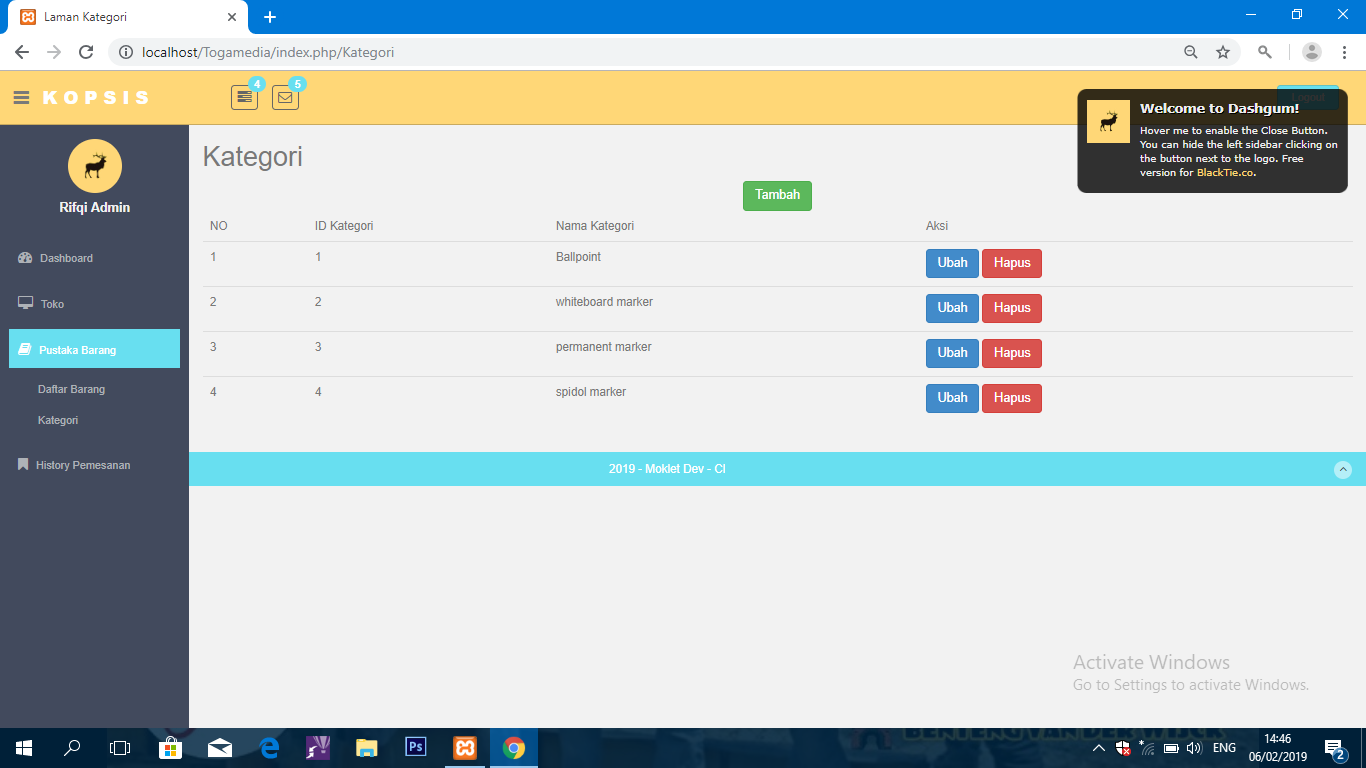 Laman Kategori
localhost/Togamedia/index.php/Kategori
KOPSIS
4
5
Logout
Welcome to Dashgum!
Hover me to enable the Close Button.
You can hide the left sidebar clicking on
the button next to the logo. Free
version for BlackTie.co.
Rifqi Admin
Dashboard
Toko
Pustaka Barang
Daftar Barang
Kategori
History Pemesanan
Kategori
Tambah
NO ID Kategori Nama Kategori Aksi
1 1 Ballpoint Ubah Hapus
2 2 whiteboard marker Ubah Hapus
3 3 permanent marker Ubah Hapus
4 4 spidol marker Ubah Hapus
2019 - Moklet Dev - CI
Activate Windows
Go to Settings to activate Windows.
Ps
ENG
14:46
06/02/2019
2